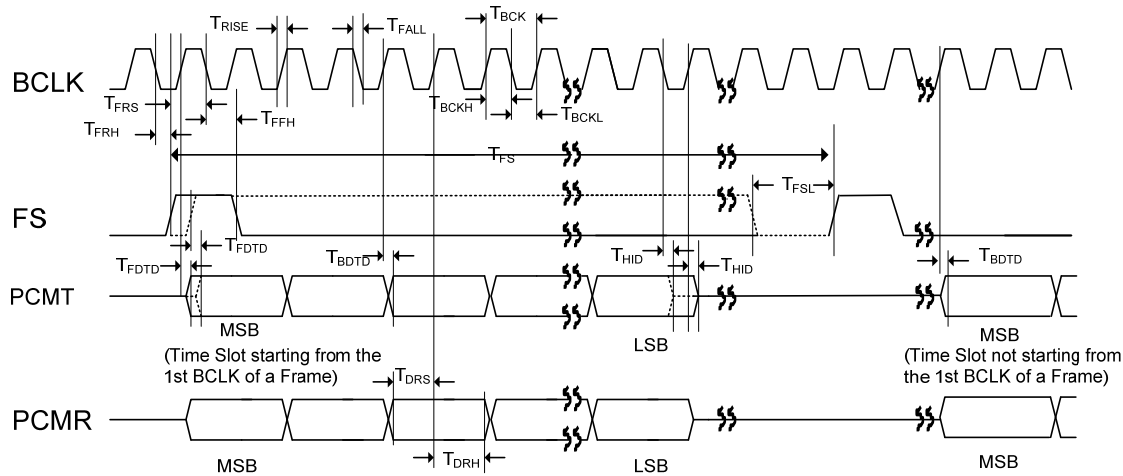 TRISE
TFALL
TBCK
BCLK
TFRS
TFFH
TBCKH
TBCKL
TFRH
TFS
TFSL
FS
TFDTD
TFDTD
TBDTD
THID
THID
TBDTD
PCMT
MSB
LSB
MSB
(Time Slot starting from the
1st BCLK of a Frame)
(Time Slot not starting from
the 1st BCLK of a Frame)
TDRS
PCMR
TDRH
MSB
LSB
MSB